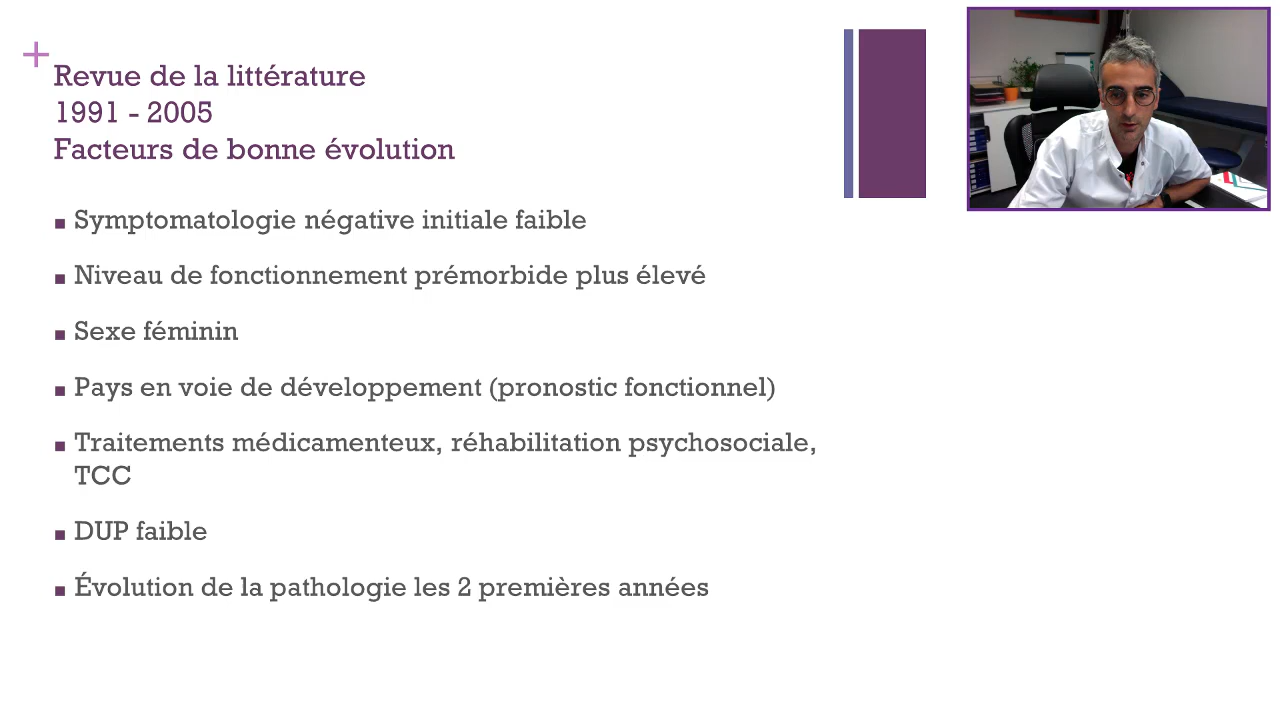 Revue de la littérature
1991 - 2005
Facteurs de bonne évolution
Symptomatologie négative initiale faible
Niveau de fonctionnement prémorbide plus élevé
Sexe féminin
Pays en voie de développement (pronostic fonctionnel)
Traitements médicamenteux, réhabilitation psychosociale,
TCC
DUP faible
Évolution de la pathologie les 2 premières années